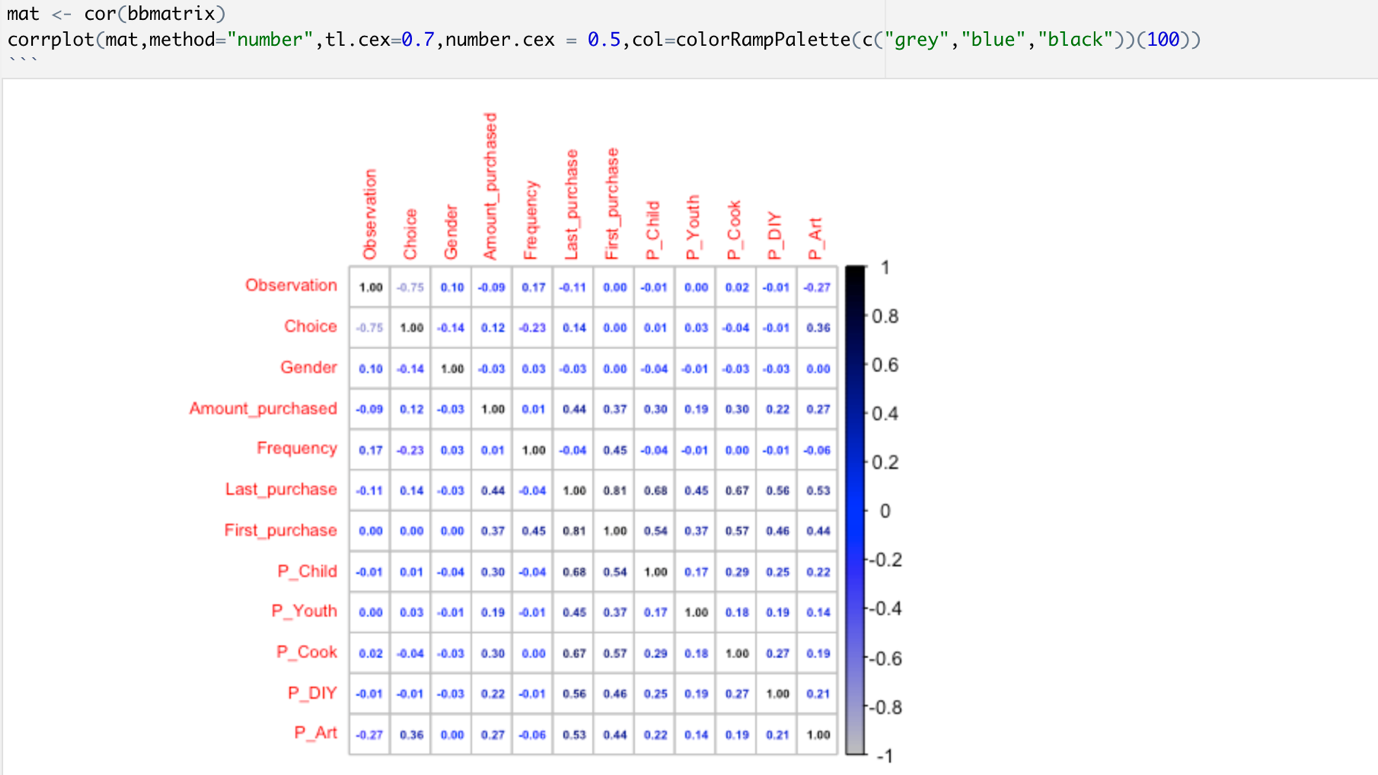 mat <- cor(bbmatrix)
corrplot(mat,method="number",tl.cex=0.7,number.cex = 0.5,col=colorRampPalette(c("grey","blue","black"))(100))
```
Observation Choice Gender Amount_purchased Frequency Last_purchase First_purchase P_Child P_Youth P_Cook P_DIY P_Art
Observation 1.00 -0.75 0.10 -0.09 0.17 -0.11 0.00 -0.01 0.00 0.02 -0.01 -0.27
Choice -0.75 1.00 -0.14 0.12 -0.23 0.14 0.00 0.01 0.03 -0.04 -0.01 0.36
Gender 0.10 -0.14 1.00 -0.03 0.03 -0.03 0.00 -0.04 -0.01 -0.03 -0.03 0.00
Amount_purchased -0.09 0.12 -0.03 1.00 0.01 0.44 0.37 0.30 0.19 0.30 0.22 0.27
Frequency 0.17 -0.23 0.03 0.01 1.00 -0.04 0.45 -0.04 -0.01 0.00 -0.01 -0.06
Last_purchase -0.11 0.14 -0.03 0.44 -0.04 1.00 0.81 0.68 0.45 0.67 0.56 0.53
First_purchase 0.00 0.00 0.00 0.37 0.45 0.81 1.00 0.54 0.37 0.57 0.46 0.44
P_Child -0.01 0.01 -0.04 0.30 -0.04 0.68 0.54 1.00 0.17 0.29 0.25 0.22
P_Youth 0.00 0.03 -0.01 0.19 -0.01 0.45 0.37 0.17 1.00 0.18 0.19 0.14
P_Cook 0.02 -0.04 -0.03 0.30 0.00 0.67 0.57 0.29 0.18 1.00 0.27 0.19
P_DIY -0.01 -0.01 -0.03 0.22 -0.01 0.56 0.46 0.25 0.19 0.27 1.00 0.21
P_Art -0.27 0.36 0.00 0.27 -0.06 0.53 0.44 0.22 0.14 0.19 0.21 1.00
1
0.8
0.6
0.4
0.2
0
-0.2
-0.4
-0.6
-0.8
-1